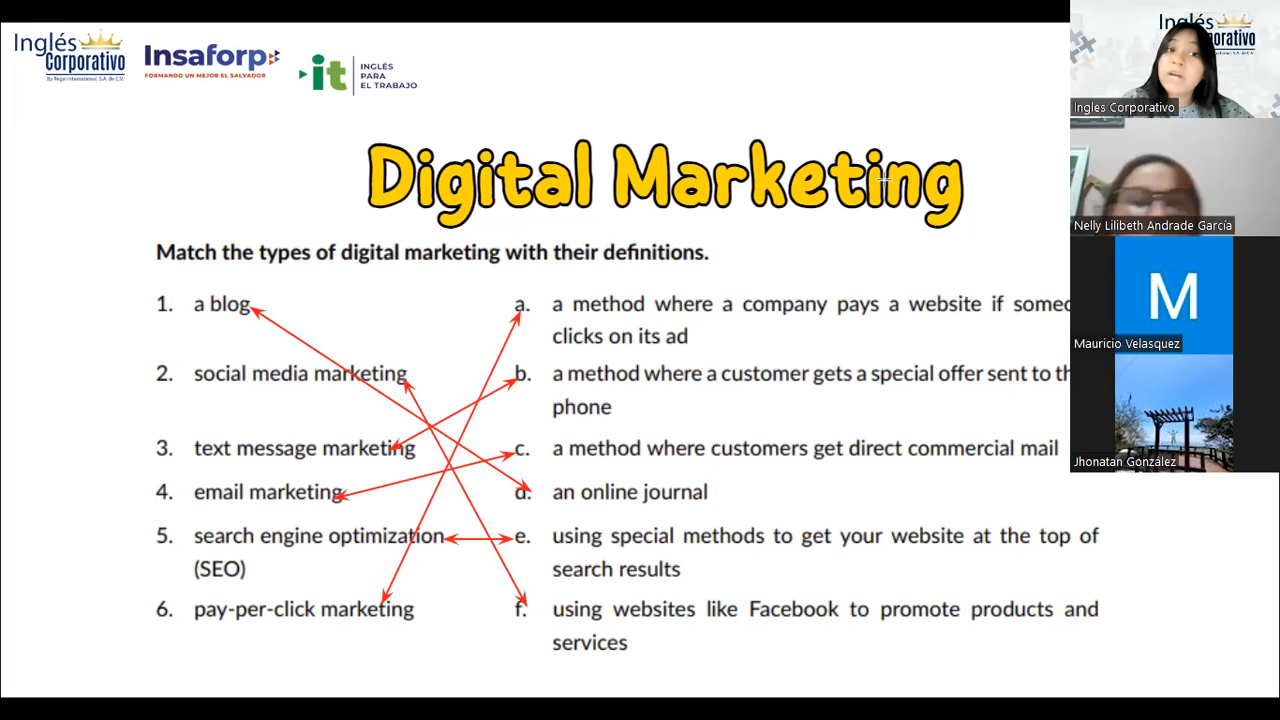 Inglés
Corporativo
By Regal International S.A. de C.V.
Insaforp
FORMANDO UN MEJOR EL SALVADOR
it
INGLÉS
PARA
EL TRABAJO
Digital Marketing
Match the types of digital marketing with their definitions.
1. a blog
2. social media marketing
3. text message marketing
4. email marketing
5. search engine optimization
(SEO)
6. pay-per-click marketing
a. a method where a company pays a website if someo
clicks on its ad
b. a method where a customer gets a special offer sent to th
phone
c. a method where customers get direct commercial mail
d. an online journal
e. using special methods to get your website at the top of
search results
f. using websites like Facebook to promote products and
services
Inglés
Corporativo
Ingles Corporativo
Nelly Lilibeth Andrade García
M
Mauricio Velasquez
Jhonatan González